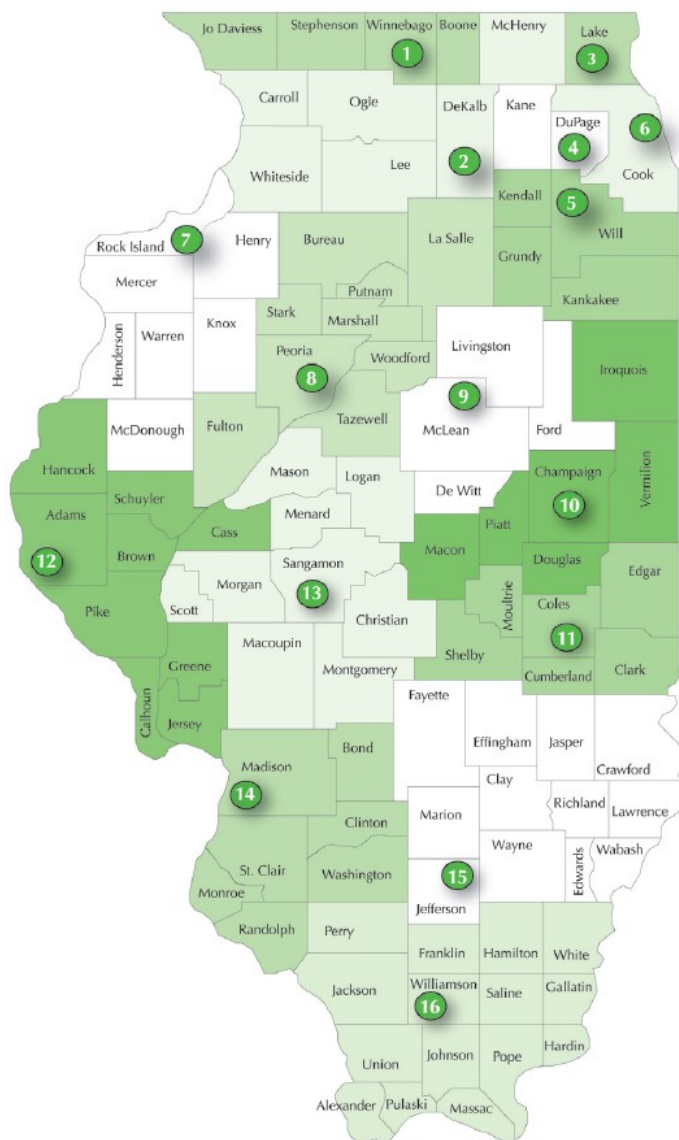 Jo Daviess
Stephenson
Winnebago
Boone
McHenry
Lake
1
3
Carroll
Ogle
DeKalb
Kane
DuPage
6
2
4
Cook
Whiteside
Lee
Kendall
5
Rock Island
7
Henry
Bureau
La Salle
Will
Grundy
Mercer
Putnam
Kankakee
Stark
Marshall
Henderson
Warren
Knox
Peoria
Woodford
Livingston
Iroquois
8
9
Tazewell
McDonough
Fulton
McLean
Ford
Hancock
Mason
Logan
Champaign
Vermilion
De Witt
Schuyler
Adams
Menard
Piatt
10
Cass
Brown
Macon
12
Sangamon
Douglas
Edgar
Morgan
13
Moultrie
Coles
Pike
Scott
Christian
11
Macoupin
Shelby
Greene
Montgomery
Cumberland
Clark
Calhoun
Jersey
Fayette
Effingham
Jasper
Madison
Bond
Crawford
Clay
14
Richland
Lawrence
Marion
Clinton
Wayne
Edwards
Wabash
St. Clair
Washington
15
Monroe
Jefferson
Randolph
Perry
Franklin
Hamilton
White
Jackson
Williamson
Saline
Gallatin
16
Union
Johnson
Pope
Hardin
Alexander
Pulaski
Massac